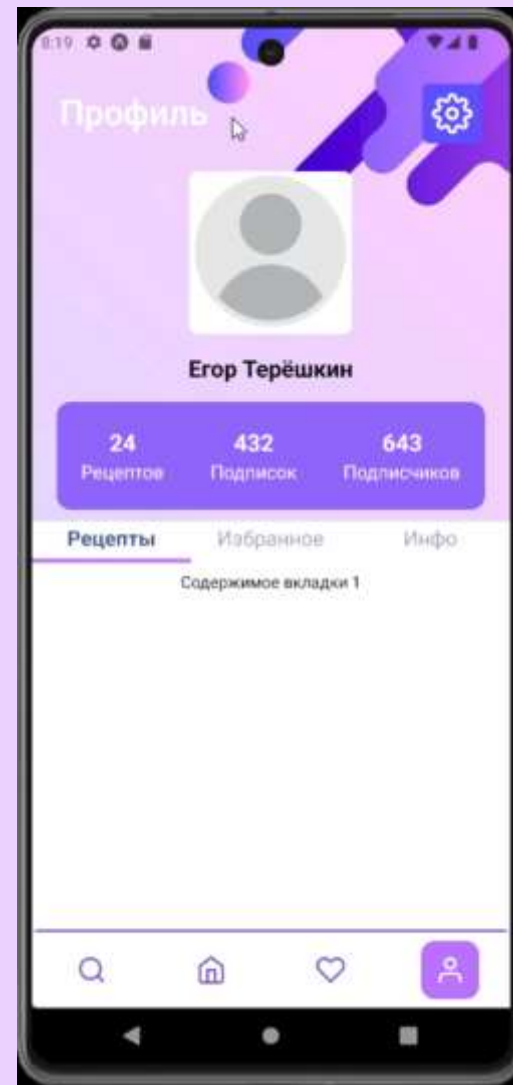 8:19
Профиль
Егор Терёшкин
24 432 643
Рецептов Подписок Подписчиков
Рецепты Избранное Инфо
Содержимое вкладки 1